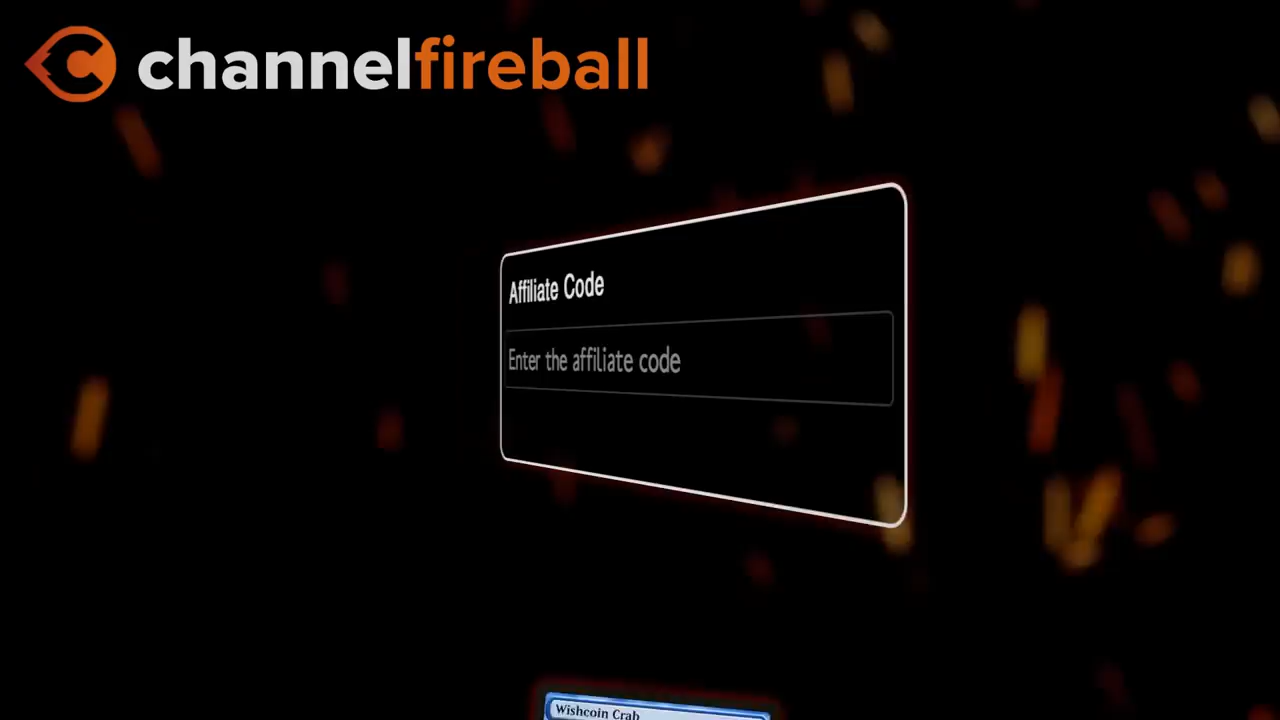 channelfireball
Affiliate Code
Enter the affiliate code
Wishcoin Crab